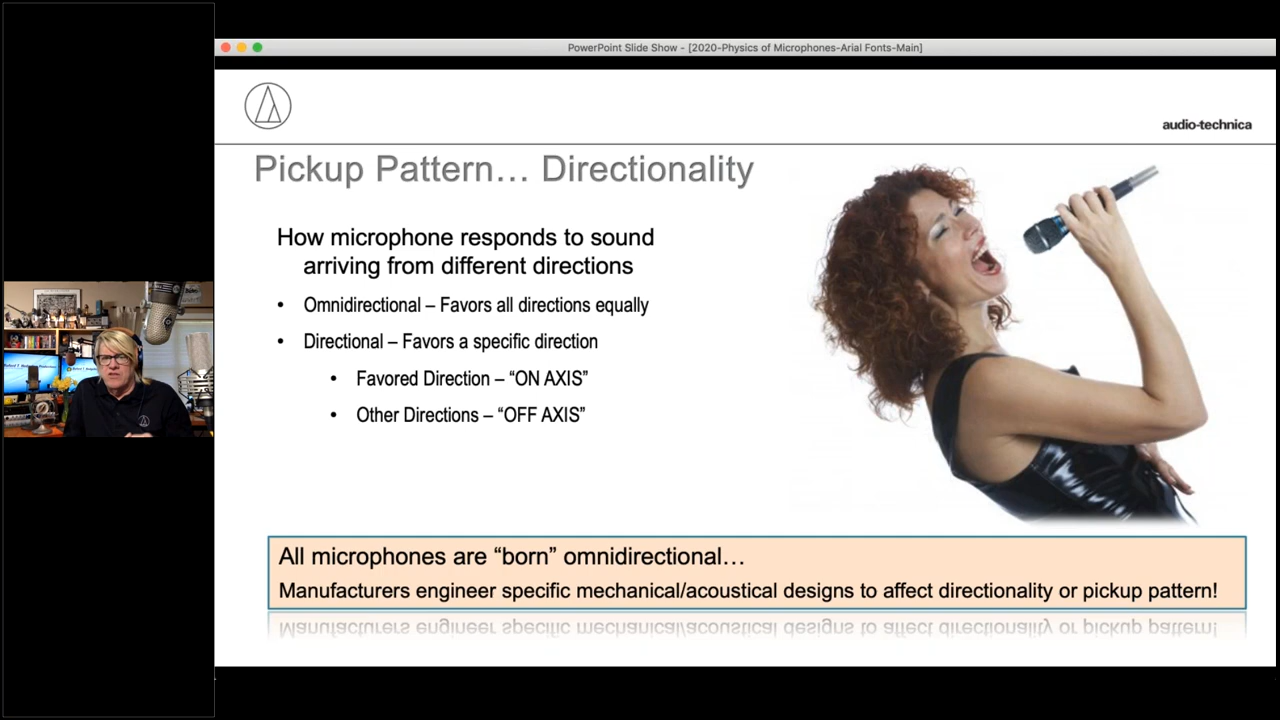 PowerPoint Slide Show - [2020-Physics of Microphones-Arial Fonts-Main]
audio-technica
Pickup Pattern… Directionality
How microphone responds to sound
arriving from different directions
• Omnidirectional – Favors all directions equally
• Directional – Favors a specific direction
• Favored Direction – “ON AXIS”
• Other Directions – “OFF AXIS”
All microphones are “born” omnidirectional…
Manufacturers engineer specific mechanical/acoustical designs to affect directionality or pickup pattern!